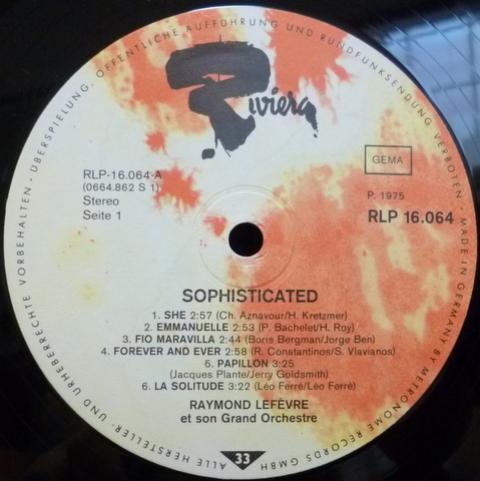 Riviera
RLP-16.064-A
(0664.862 S 1)
Stereo
Seite 1
GEMA
P. 1975
RLP 16.064
SOPHISTICATED
1. SHE 2:57 (Ch. Aznavour/H. Kretzmer)
2. EMMANUELLE 2:53 (P. Bachelet/H. Roy)
3. FIO MARAVILLA 2:44 (Boris Bergman/Jorge Ben)
4. FOREVER AND EVER 2:58 (R. Constantinos/S. Vlavianos)
5. PAPILLON 3:25
(Jacques Plante/Jerry Goldsmith)
6. LA SOLITUDE 3:22 (Léo Ferré/Léo Ferré)
RAYMOND LEFÈVRE
et son Grand Orchestre
33
ALLE HERSTELLER- UND URHEBERRECHTE VORBEHALTEN · ÜBERSPIELUNG, ÖFFENTLICHE AUFFÜHRUNG UND RUNDFUNKSENDUNG VERBOTEN · MADE IN GERMANY BY METRONOME RECORDS GMBH